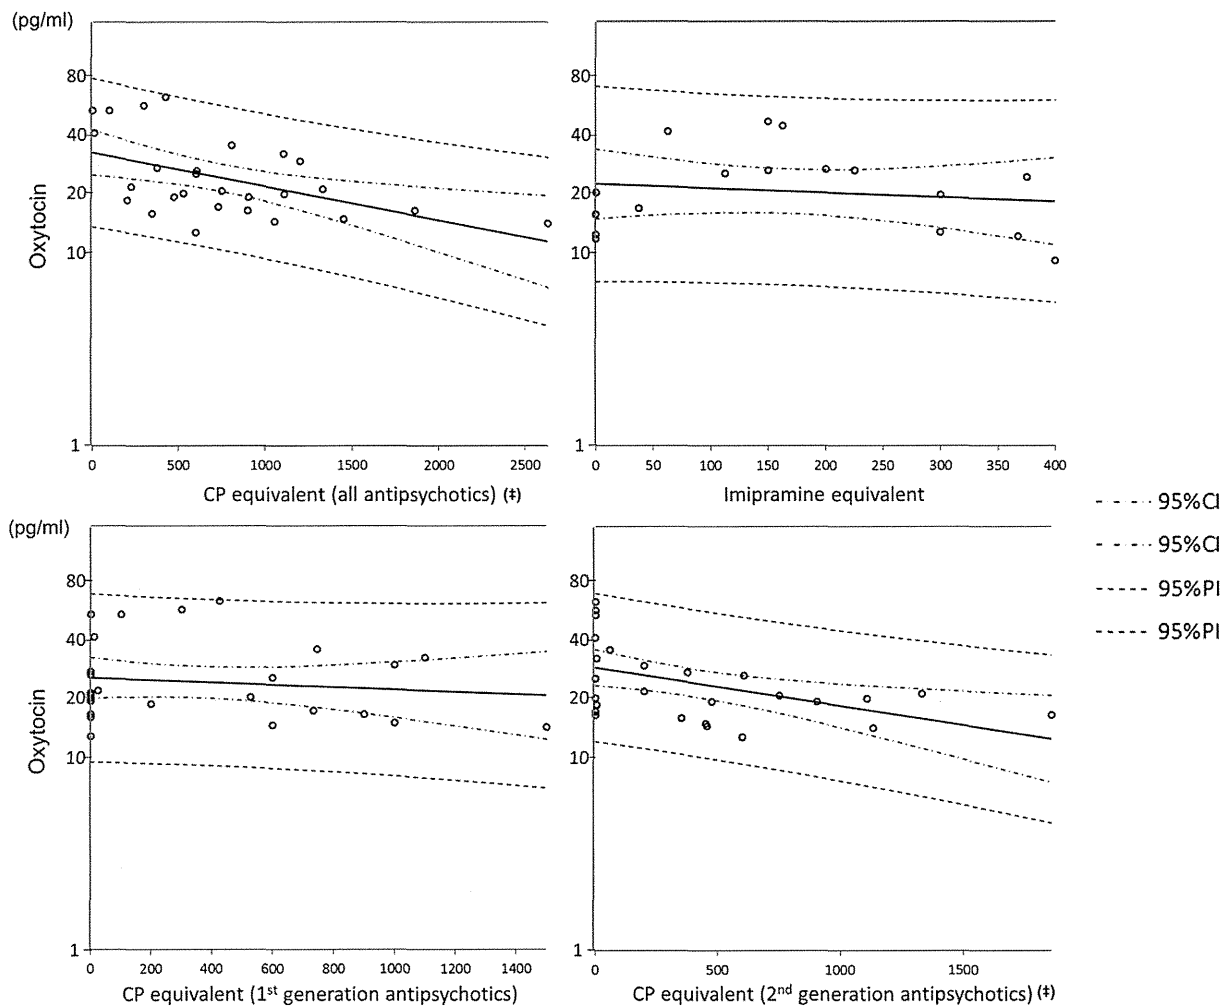 (pg/ml)
80
40
20
10
1
Oxytocin
0 500 1000 1500 2000 2500
CP equivalent (all antipsychotics) (‡)
0 50 100 150 200 250 300 350 400
Imipramine equivalent
80
40
20
10
1
95%CI
95%CI
95%PI
95%PI
(pg/ml)
80
40
20
10
1
Oxytocin
0 200 400 600 800 1000 1200 1400
CP equivalent (1st generation antipsychotics)
80
40
20
10
1
0 500 1000 1500
CP equivalent (2nd generation antipsychotics) (‡)